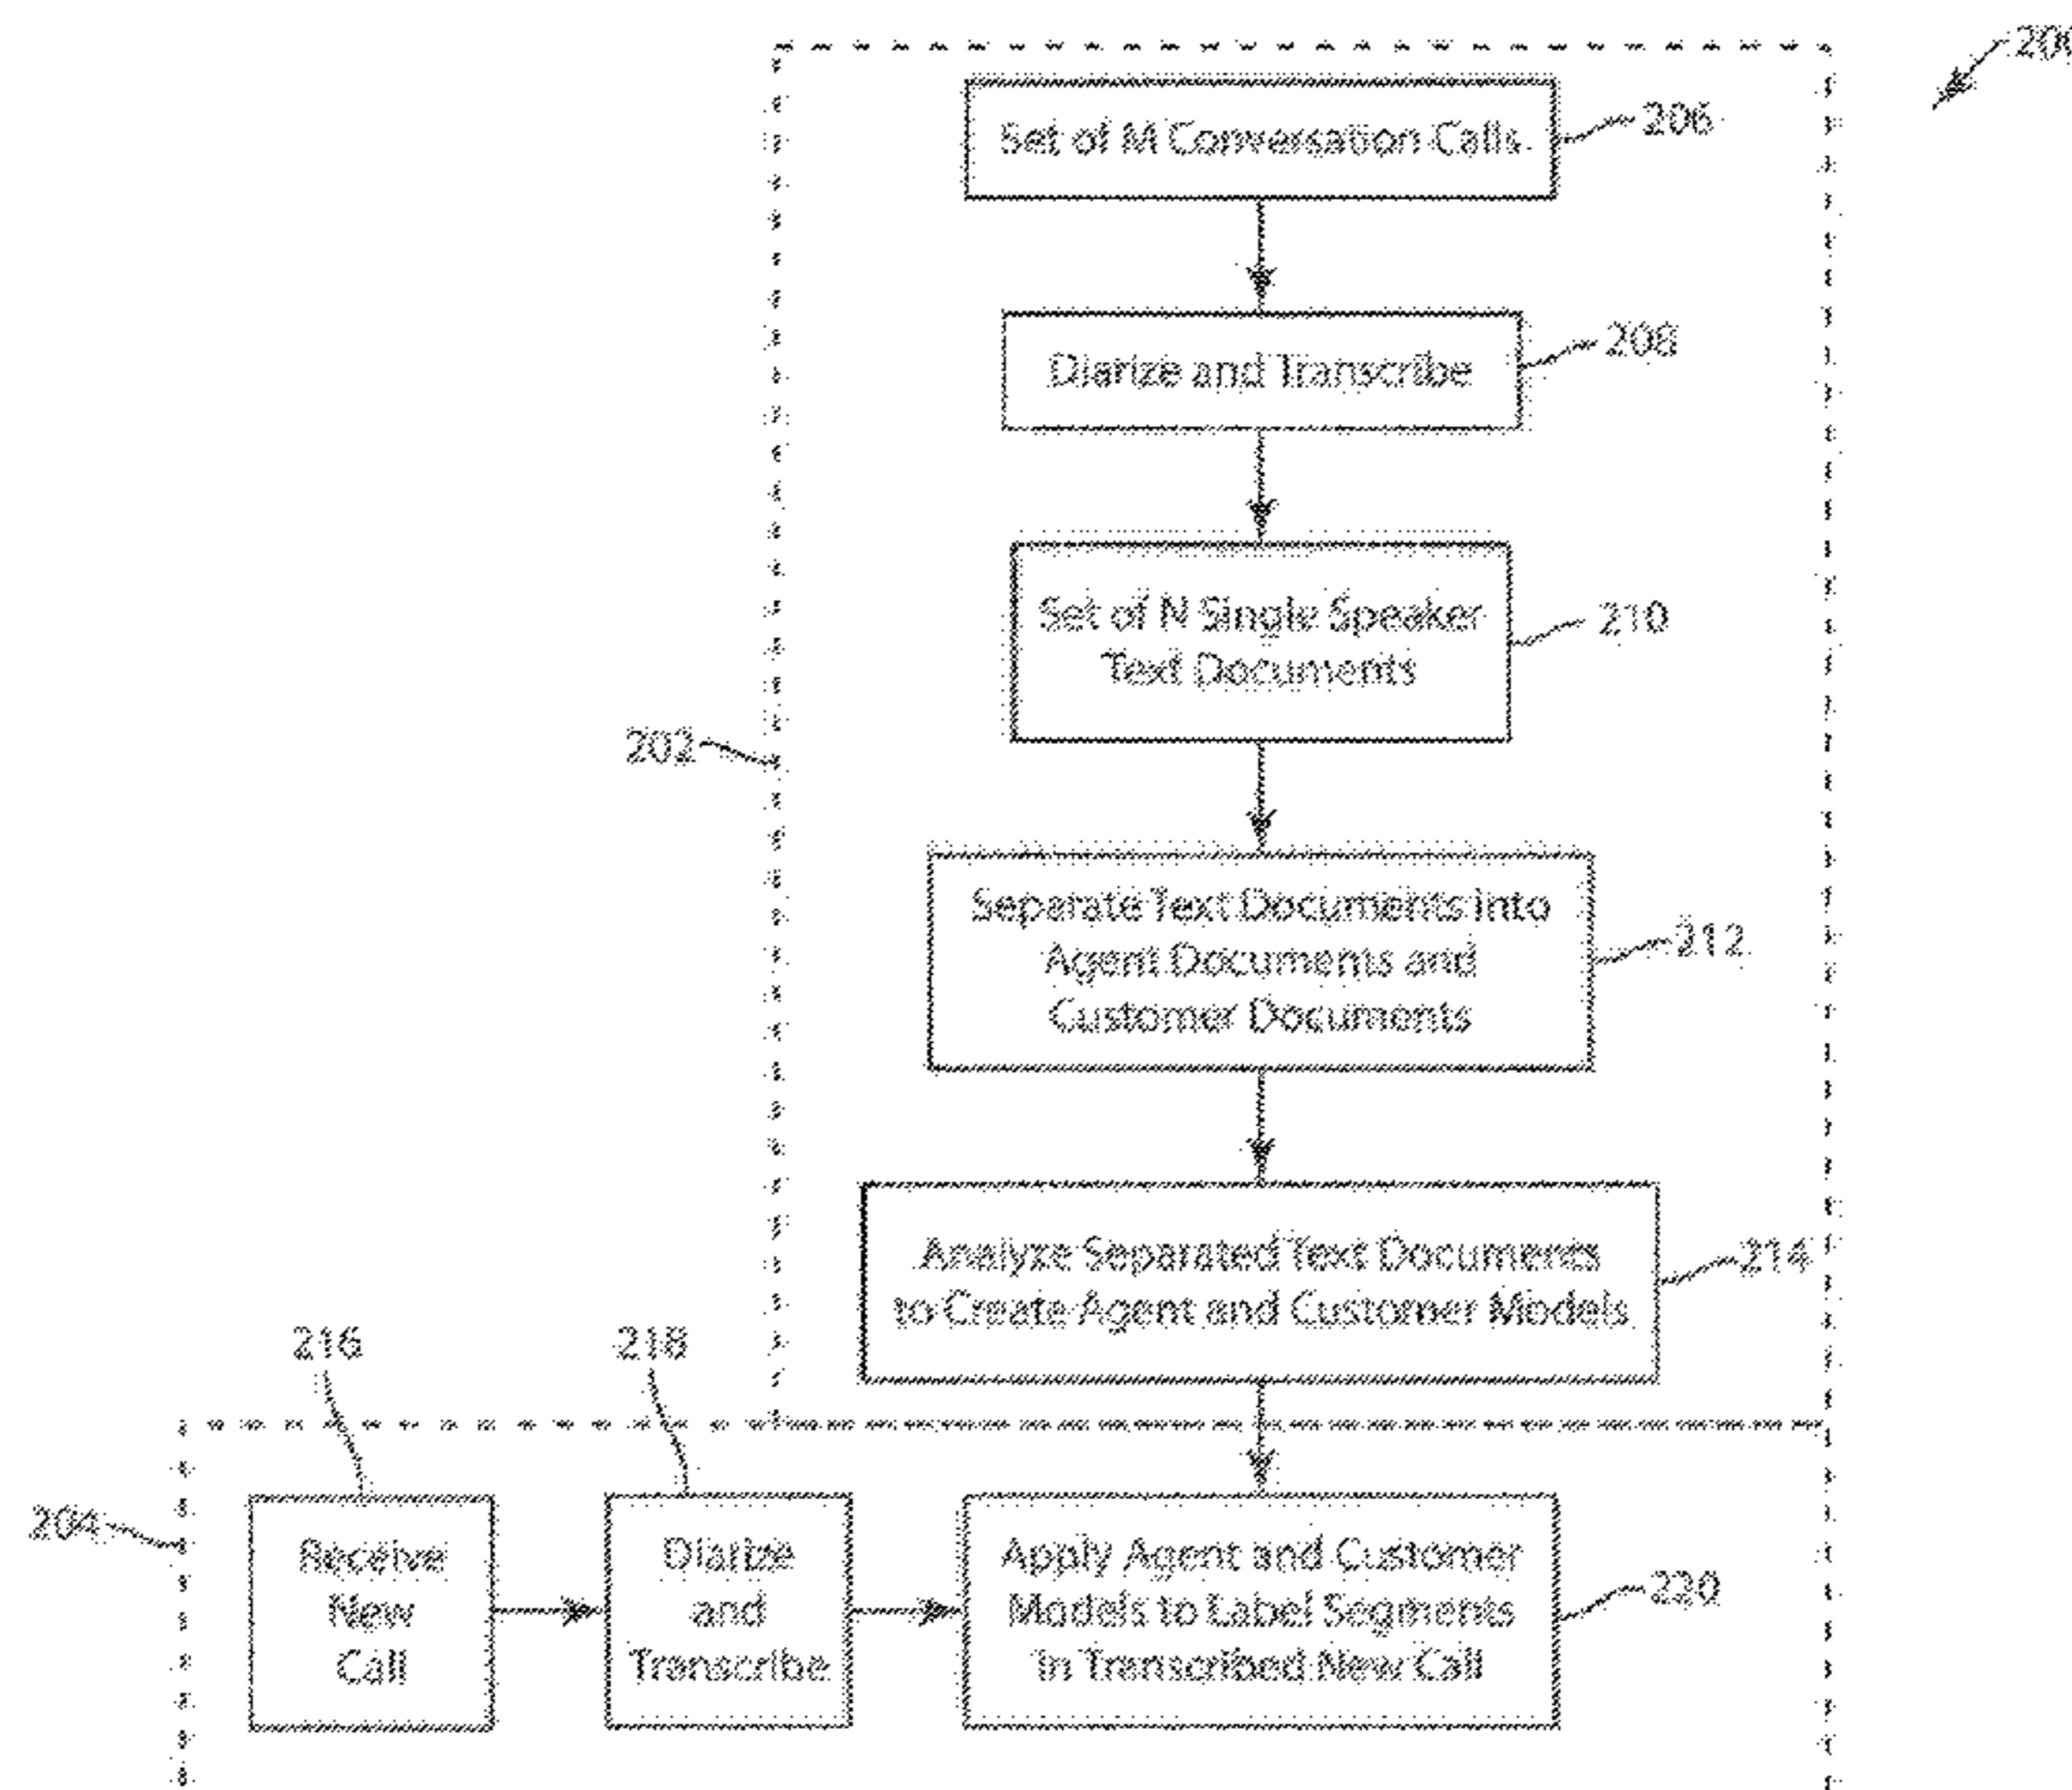 200
Set of M Conversation Calls
206
Diarize and Transcribe
208
Set of N Single Speaker
Text Documents
210
202
Separate Text Documents into
Agent Documents and
Customer Documents
212
Analyze Separated Text Documents
to Create Agent and Customer Models
214
216
218
204
Receive
New
Call
Diarize
and
Transcribe
Apply Agent and Customer
Models to Label Segments
in Transcribed New Call
220